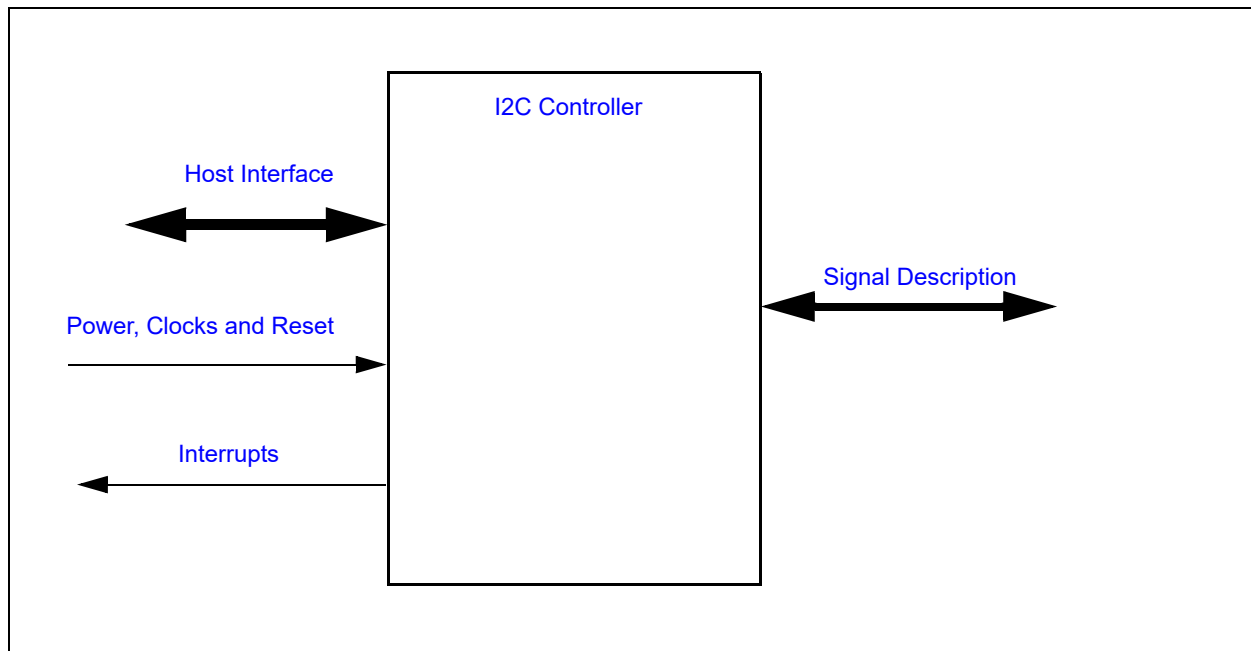 I2C Controller
Host Interface
Signal Description
Power, Clocks and Reset
Interrupts